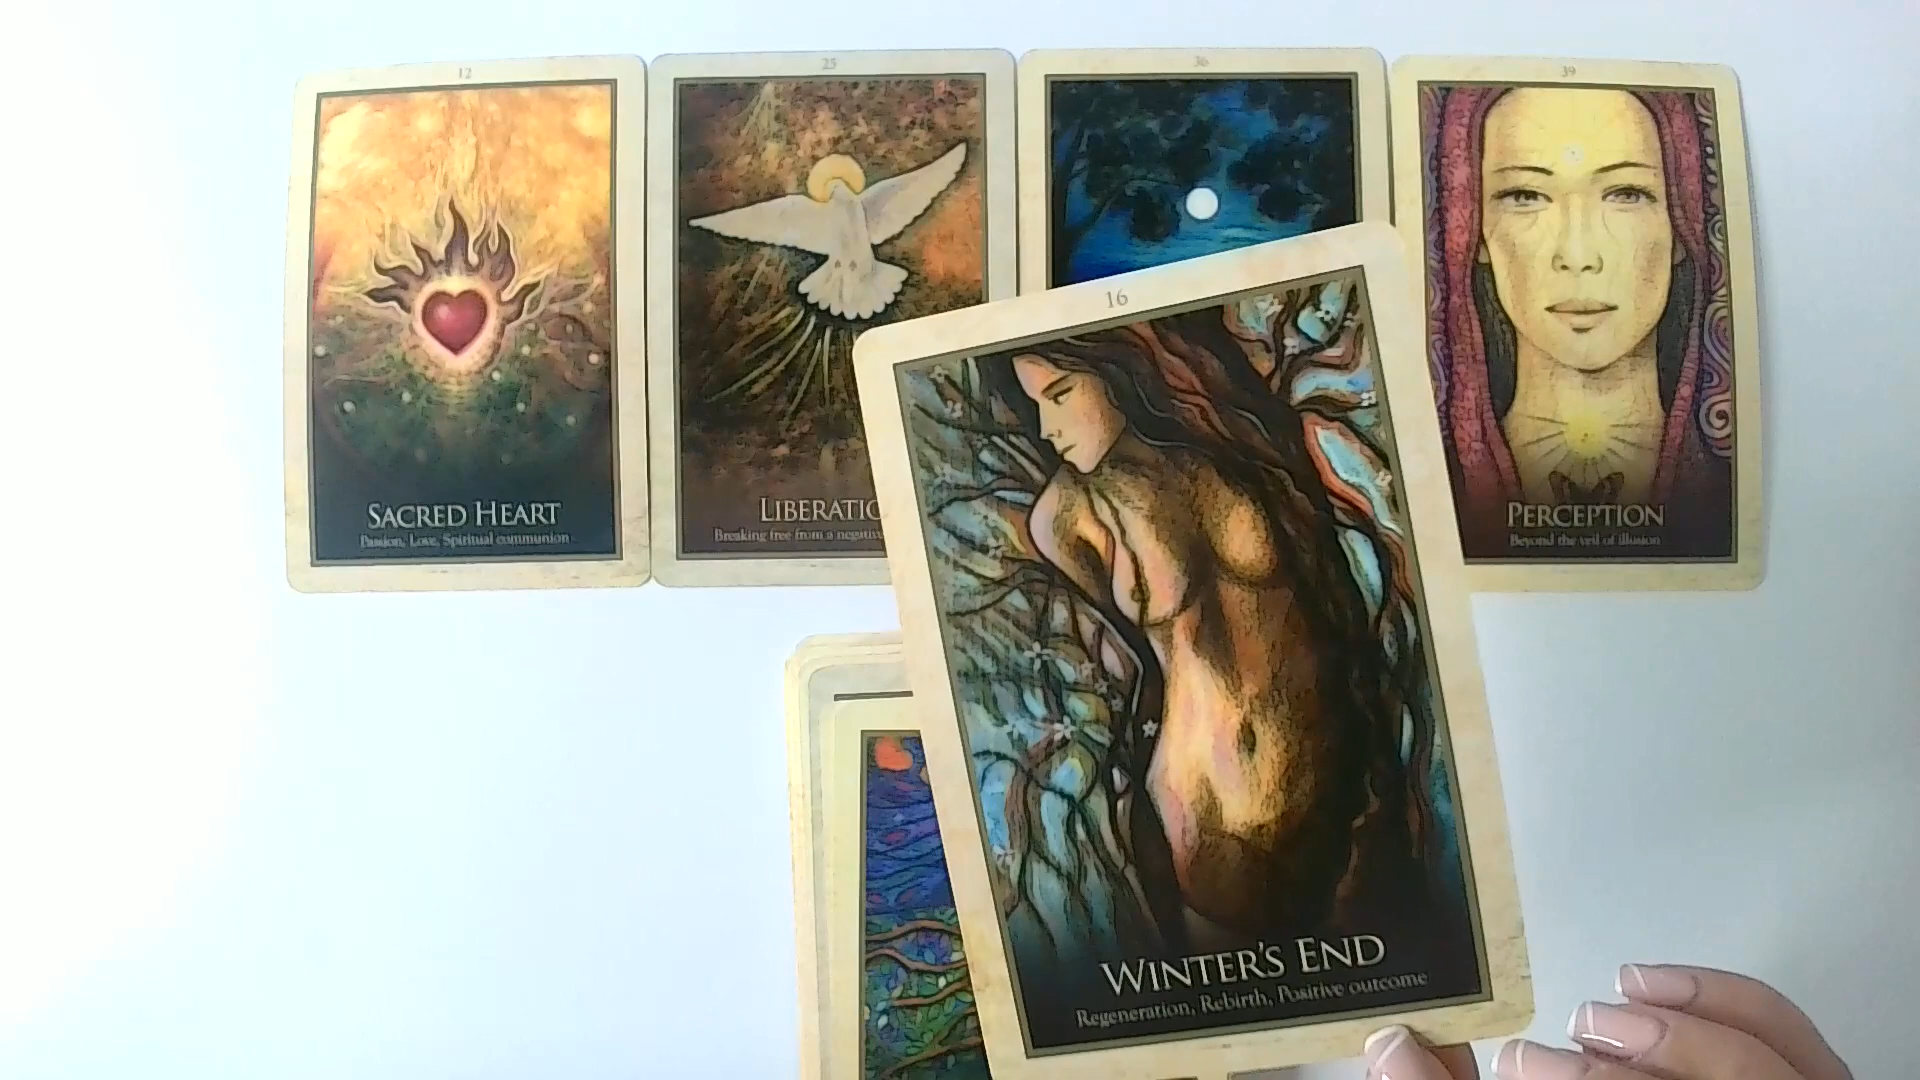 12
SACRED HEART
Passion, Love, Spiritual communion
25
LIBERATIO
Breaking free from a negativ
36
39
PERCEPTION
Beyond the veil of illusion
16
WINTER'S END
Regeneration, Rebirth, Positive outcome